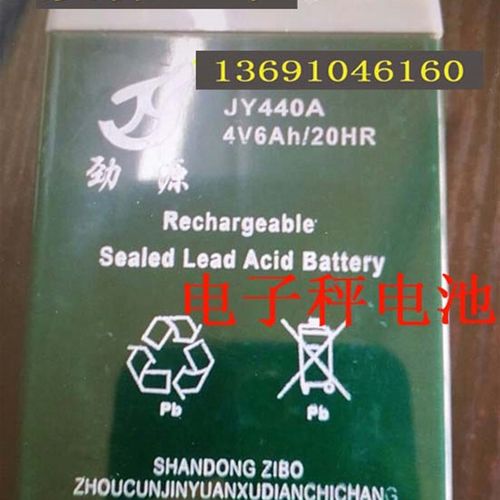 13691046160
JY440A
4V6Ah/20HR
劲源
Rechargeable
Sealed Lead Acid Battery
电子秤电池
Pb
Pb
SHANDONG ZIBO
ZHOUCUNJINYUANXUDIANCHICHANG